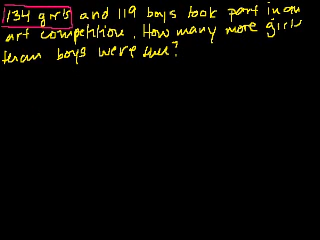 134 girls and 119 boys took part in an
art competition. How many more girls
than boys were there?